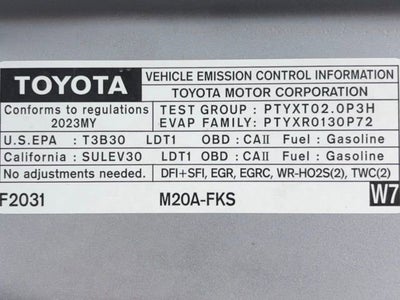 TOYOTA
VEHICLE EMISSION CONTROL INFORMATION
TOYOTA MOTOR CORPORATION
Conforms to regulations
2023MY
TEST GROUP : PTYXT02.0P3H
EVAP FAMILY: PTYXR0130P72
U.S.EPA : T3B30 LDT1 OBD : CAII Fuel : Gasoline
California : SULEV30 LDT1 OBD : CAII Fuel : Gasoline
No adjustments needed. DFI+SFI, EGR, EGRC, WR-HO2S(2), TWC(2)
F2031 M20A-FKS W7